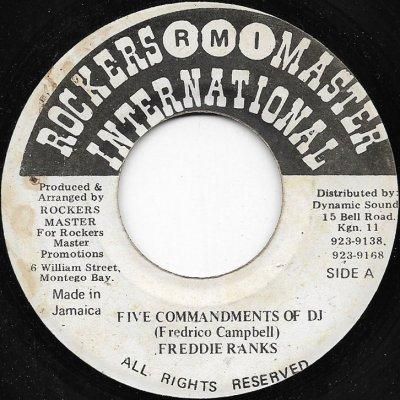 ROCKERS RMI MASTER
INTERNATIONAL
Produced &
Arranged by
ROCKERS
MASTER
For Rockers
Master
Promotions
6 William Street,
Montego Bay.
Made in
Jamaica
Distributed by:
Dynamic Sound
15 Bell Road,
Kgn. 11
923-9138,
923-9168
SIDE A
FIVE COMMANDMENTS OF DJ
(Fredrico Campbell)
FREDDIE RANKS
ALL RIGHTS RESERVED